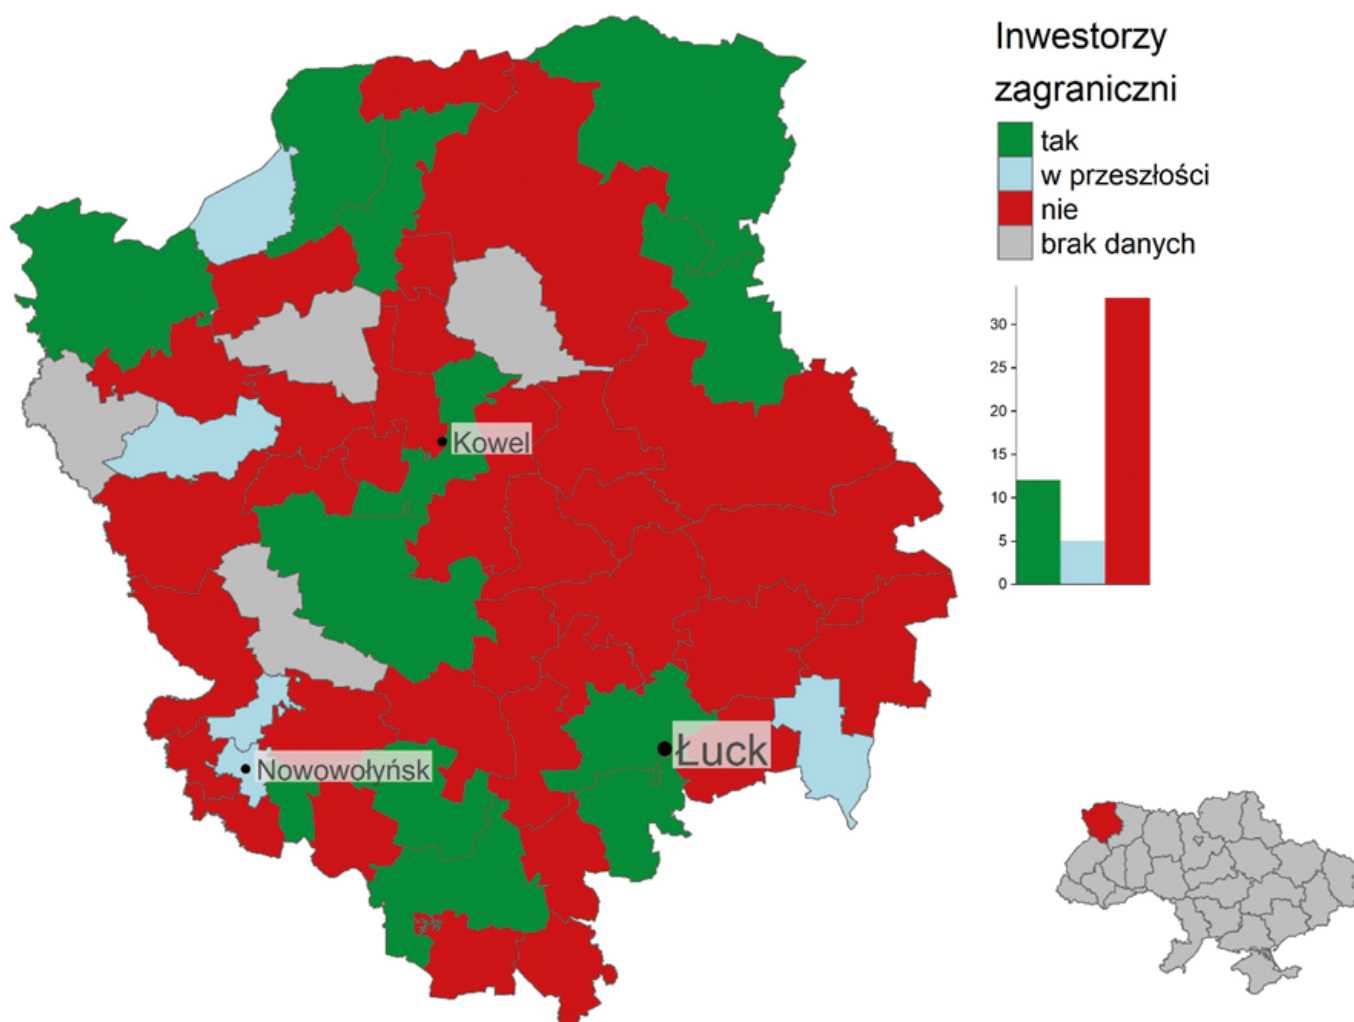 Inwestorzy
zagraniczni
tak
w przeszłości
nie
brak danych
30
25
20
15
10
5
0
Kowel
Łuck
Nowowołyńsk